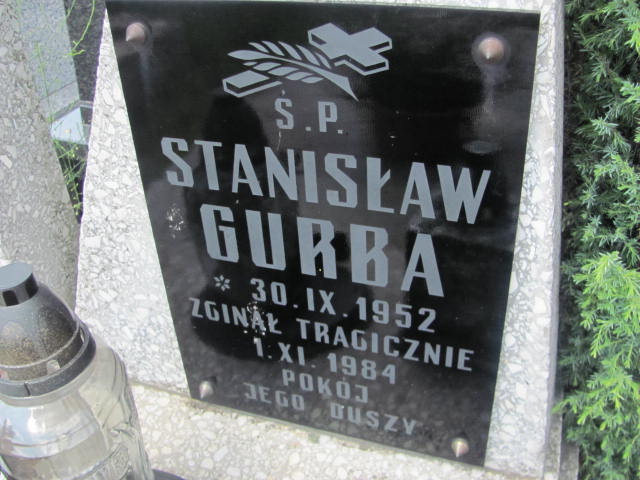 Ś.P.
STANISŁAW
GURBA
* 30.IX.1952
ZGINĄŁ TRAGICZNIE
1.XI.1984
POKÓJ
JEGO DUSZY